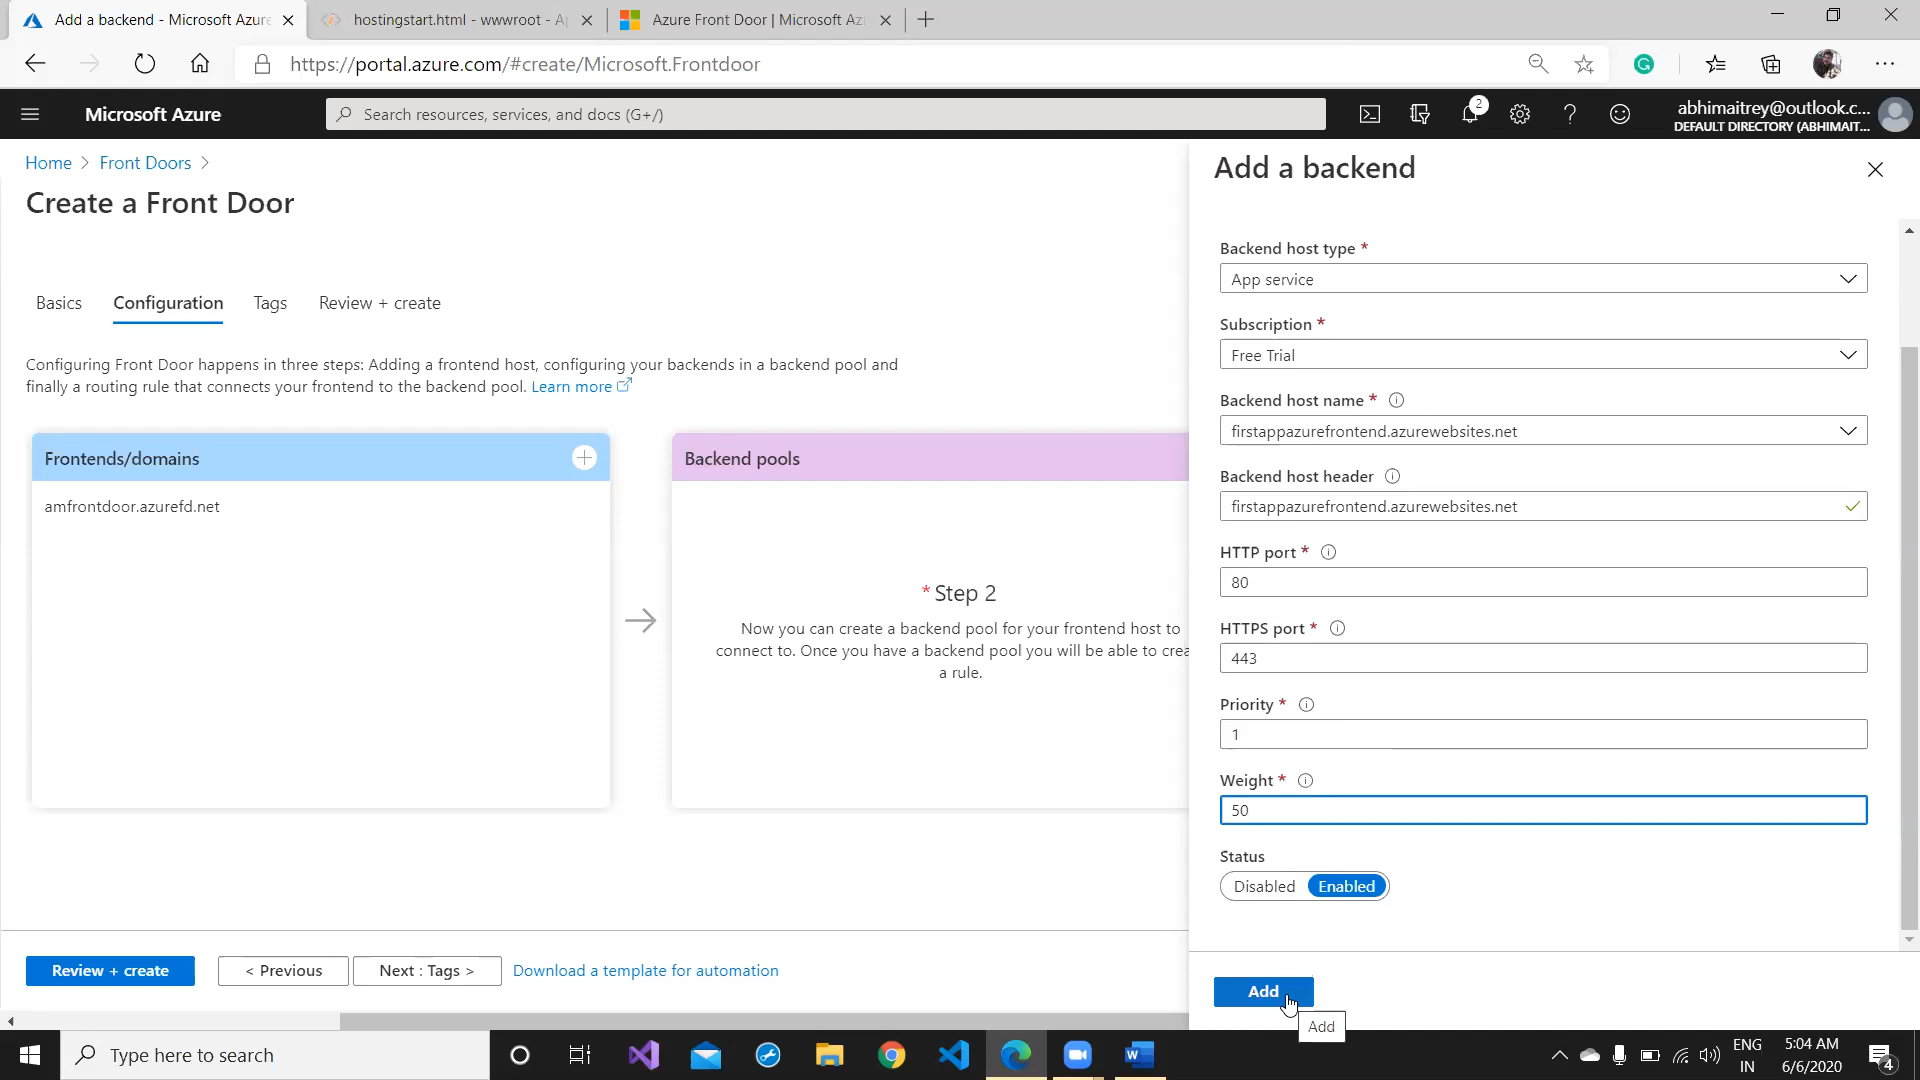 Add a backend - Microsoft Azure
hostingstart.html - wwwroot - A
Azure Front Door | Microsoft Az
https://portal.azure.com/#create/Microsoft.Frontdoor
Microsoft Azure
Search resources, services, and docs (G+/)
2
abhimaitrey@outlook.c...
DEFAULT DIRECTORY (ABHIMAIT...
Home > Front Doors >
Create a Front Door
Basics
Configuration
Tags
Review + create
Configuring Front Door happens in three steps: Adding a frontend host, configuring your backends in a backend pool and
finally a routing rule that connects your frontend to the backend pool. Learn more
Frontends/domains
amfrontdoor.azurefd.net
Backend pools
* Step 2
Now you can create a backend pool for your frontend host to
connect to. Once you have a backend pool you will be able to crea
a rule.
Review + create
< Previous
Next : Tags >
Download a template for automation
Add a backend
Backend host type *
App service
Subscription *
Free Trial
Backend host name *
firstappazurefrontend.azurewebsites.net
Backend host header
firstappazurefrontend.azurewebsites.net
HTTP port *
80
HTTPS port *
443
Priority *
1
Weight *
50
Status
Disabled Enabled
Add
Add
Type here to search
ENG
IN
5:04 AM
6/6/2020
4